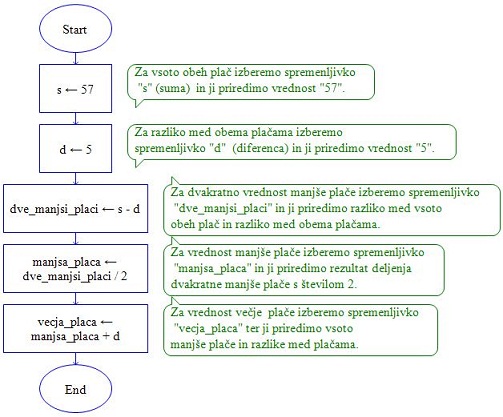 Start
s ← 57
Za vsoto obeh plač izberemo spremenljivko
"s" (suma)  in ji priredimo vrednost "57".
d ← 5
Za razliko med obema plačama izberemo
spremenljivko "d"  (diferenca) in ji priredimo vrednost "5".
dve_manjsi_placi ← s - d
Za dvakratno vrednost manjše plače izberemo spremenljivko
"dve_manjsi_placi" in ji priredimo razliko med vsoto
obeh plač in razliko med obema plačama.
manjsa_placa ←
dve_manjsi_placi / 2
Za vrednost manjše plače izberemo spremenljivko
"manjsa_placa" in ji priredimo rezultat deljenja
dvakratne manjše plače s številom 2.
vecja_placa ←
manjsa_placa + d
Za vrednost večje  plače izberemo spremenljivko
"vecja_placa" ter ji priredimo vsoto
manjše plače in razlike med plačama.
End